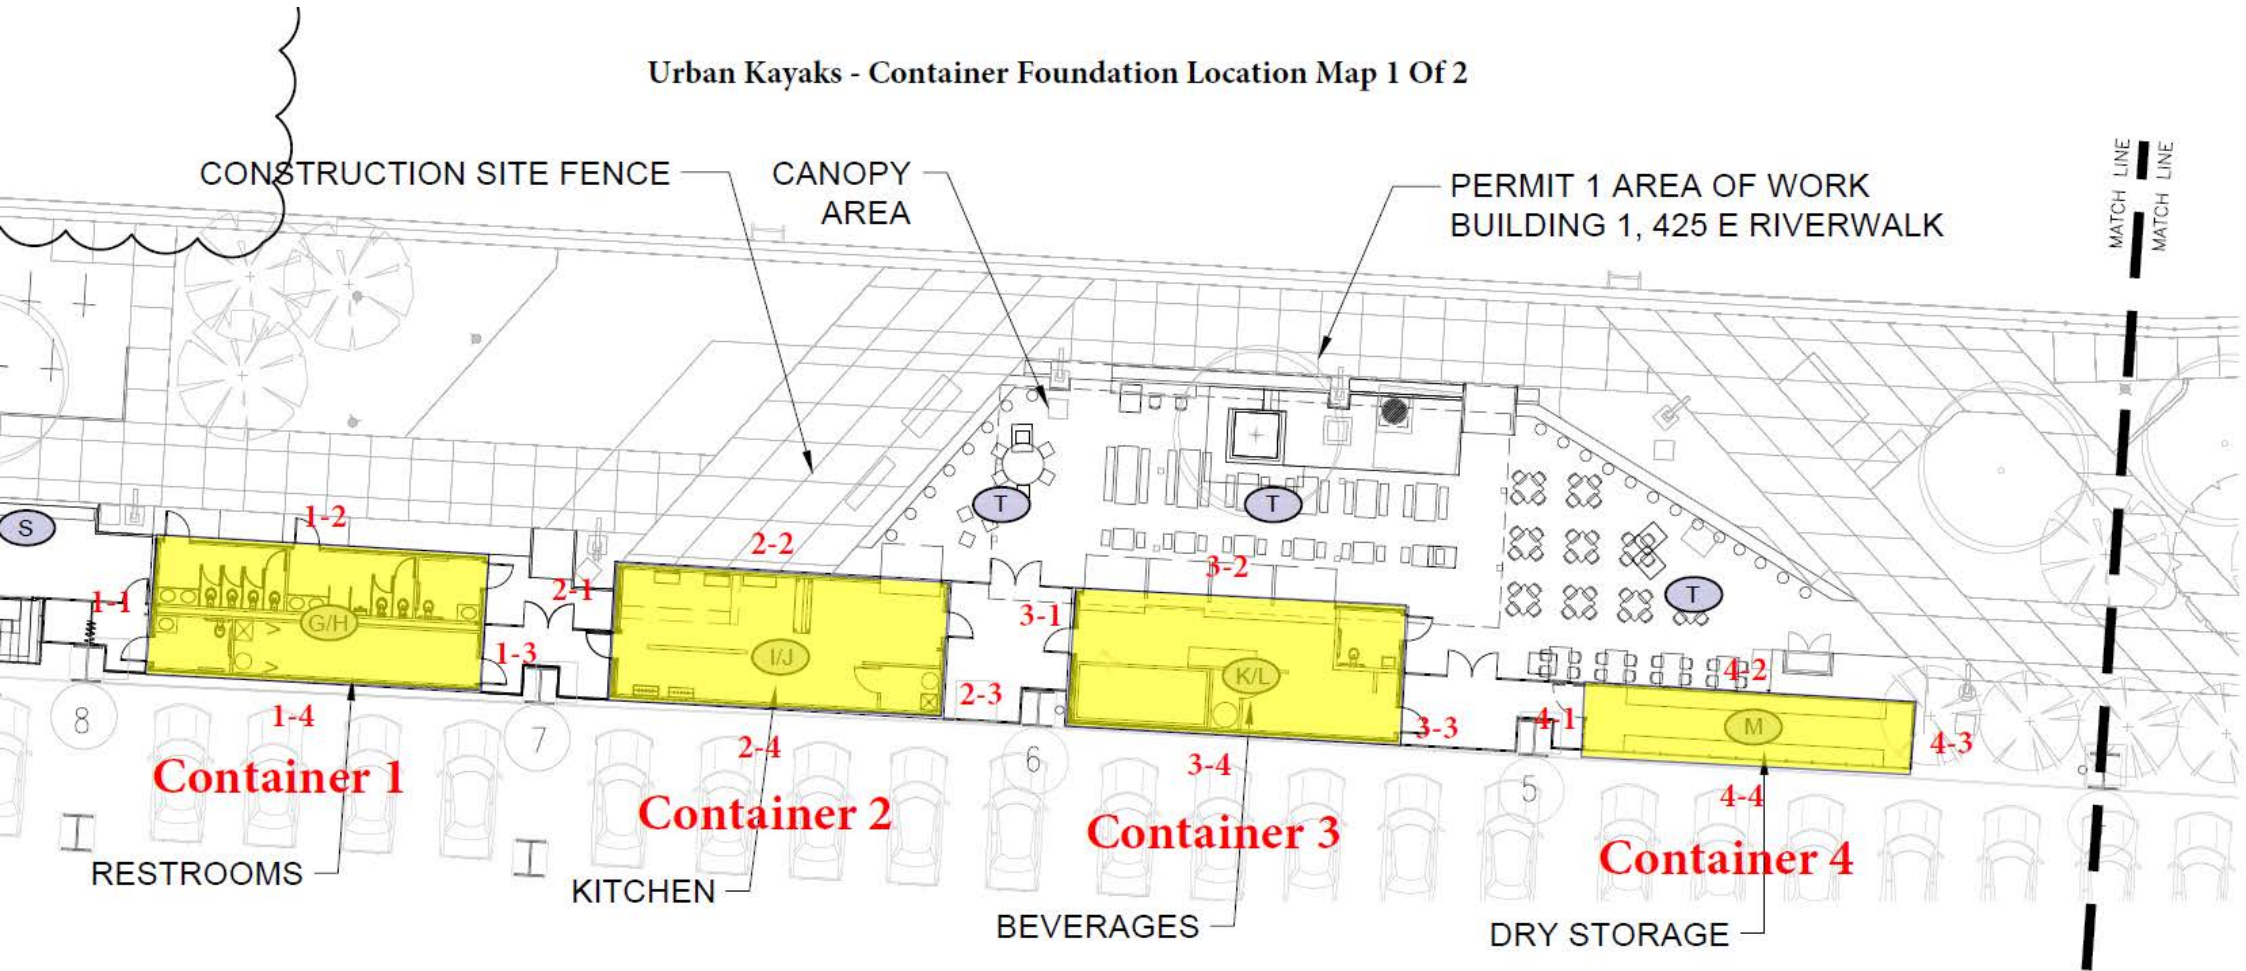 Urban Kayaks - Container Foundation Location Map 1 Of 2
MATCH LINE
MATCH LINE
CONSTRUCTION SITE FENCE
CANOPY
AREA
PERMIT 1 AREA OF WORK
BUILDING 1, 425 E RIVERWALK
S
T
T
T
1-1
1-2
1-3
1-4
G/H
2-1
2-2
2-3
2-4
I/J
3-1
3-2
3-3
3-4
K/L
4-1
4-2
4-3
4-4
M
8
7
6
5
Container 1
Container 2
Container 3
Container 4
RESTROOMS
KITCHEN
BEVERAGES
DRY STORAGE